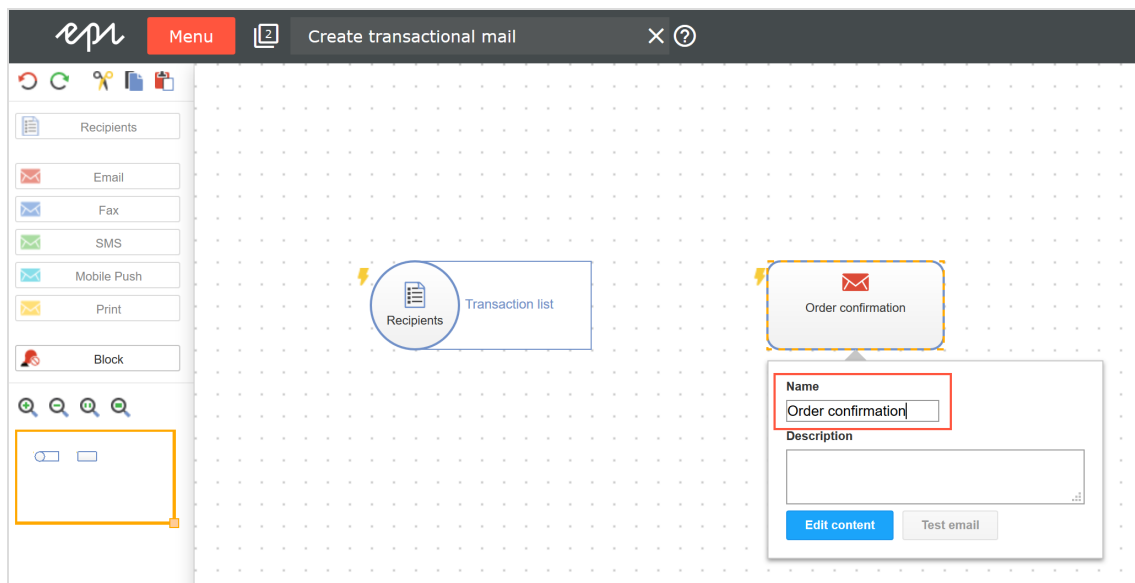 epi
Menu
2
Create transactional mail
Recipients
Email
Fax
SMS
Mobile Push
Print
Block
Recipients
Transaction list
Order confirmation
Name
Order confirmation
Description
Edit content
Test email